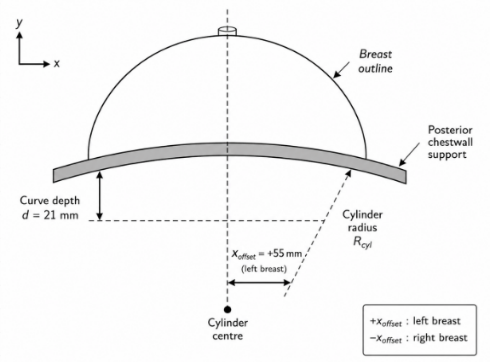 y
x
Breast
outline
Posterior
chestwall
support
Curve depth
d = 21 mm
Cylinder
radius
R_cyl
x_offset = +55 mm
(left breast)
Cylinder
centre
+x_offset : left breast
−x_offset : right breast